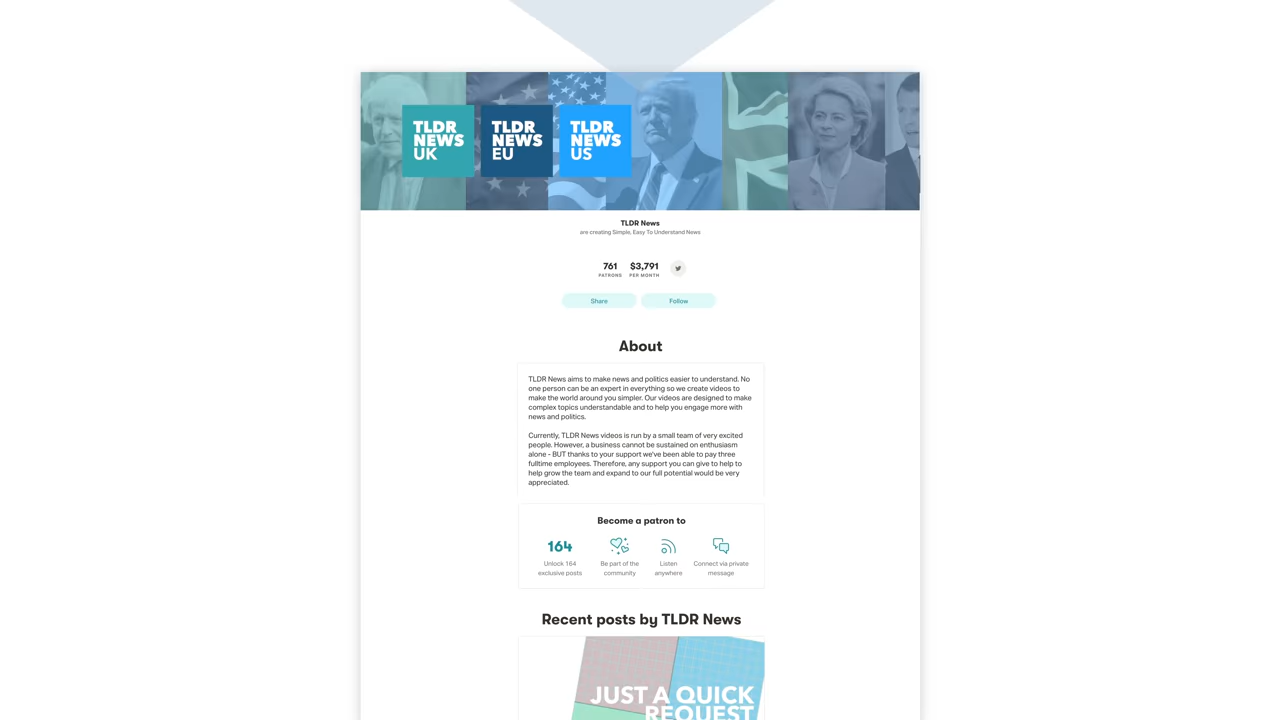 TLDR
NEWS
UK
TLDR
NEWS
EU
TLDR
NEWS
US
TLDR News
are creating Simple, Easy To Understand News
761
PATRONS
$3,791
PER MONTH
Share
Follow
About
TLDR News aims to make news and politics easier to understand. No
one person can be an expert in everything so we create videos to
make the world around you simpler. Our videos are designed to make
complex topics understandable and to help you engage more with
news and politics.
Currently, TLDR News videos is run by a small team of very excited
people. However, a business cannot be sustained on enthusiasm
alone - BUT thanks to your support we've been able to pay three
fulltime employees. Therefore, any support you can give to help to
help grow the team and expand to our full potential would be very
appreciated.
Become a patron to
164
Unlock 164
exclusive posts
Be part of the
community
Listen
anywhere
Connect via private
message
Recent posts by TLDR News
JUST A QUICK
REQUEST